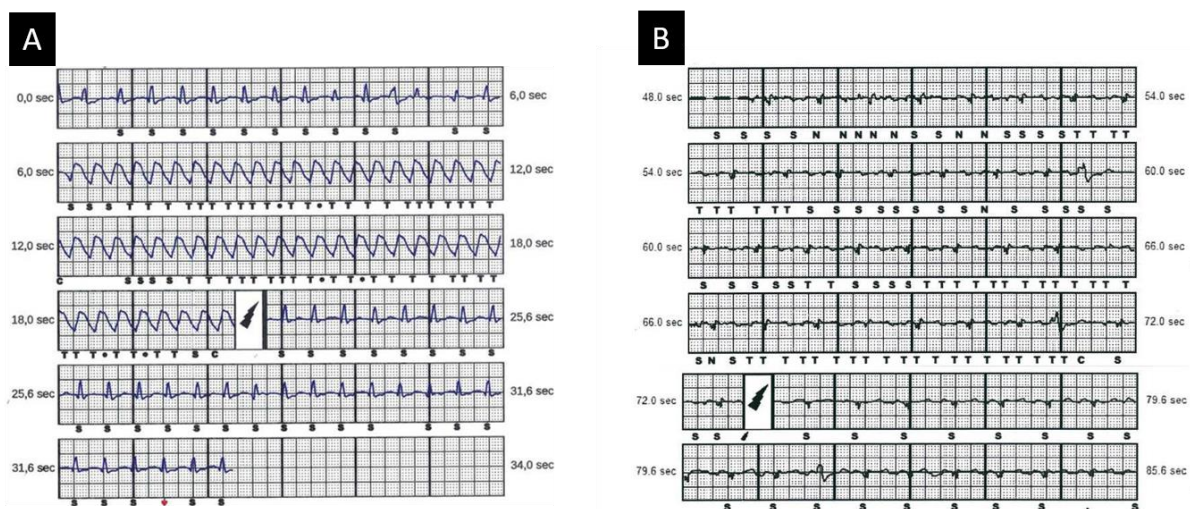 A
0,0 sec 6,0 sec
S S S S S S S S S S S S
6,0 sec 12,0 sec
S S S T T T T T T T T T T • T T • T T T T T T T T T T
12,0 sec 18,0 sec
C S S S S T T T T T T T T T T • T T • T T T T T T T T T
18,0 sec 25,6 sec
T T T • T T • T T S C S S S S S S S S
25,6 sec 31,6 sec
S S S S S S S S S S S S
31,6 sec 34,0 sec
S S S S S
B
48.0 sec 54.0 sec
S S S S N N N N N S S N N S S S S T T T T
54.0 sec 60.0 sec
T T T T T T S S S S S S S S N S S S S S
60.0 sec 66.0 sec
S S S S S T T S S S S T T T T T T T T T T T T
66.0 sec 72.0 sec
S N S T T T T T T T T T T T T T T T T T T T C S
72.0 sec 79.6 sec
S S S S S S S S S
79.6 sec 85.6 sec
S S S S S S S S